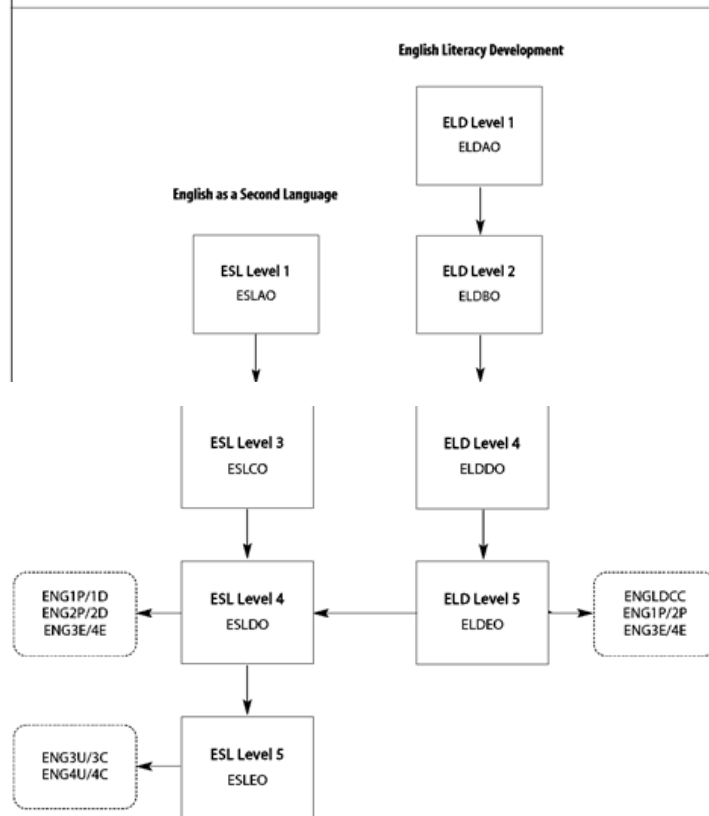 English Literacy Development
ELD Level 1
ELDAO
English as a Second Language
ESL Level 1
ESLAO
ELD Level 2
ELDBO
ESL Level 3
ESLCO
ELD Level 4
ELDDO
ENG1P/1D
ENG2P/2D
ENG3E/4E
ESL Level 4
ESLDO
ELD Level 5
ELDEO
ENGLDCC
ENG1P/2P
ENG3E/4E
ENG3U/3C
ENG4U/4C
ESL Level 5
ESLEO